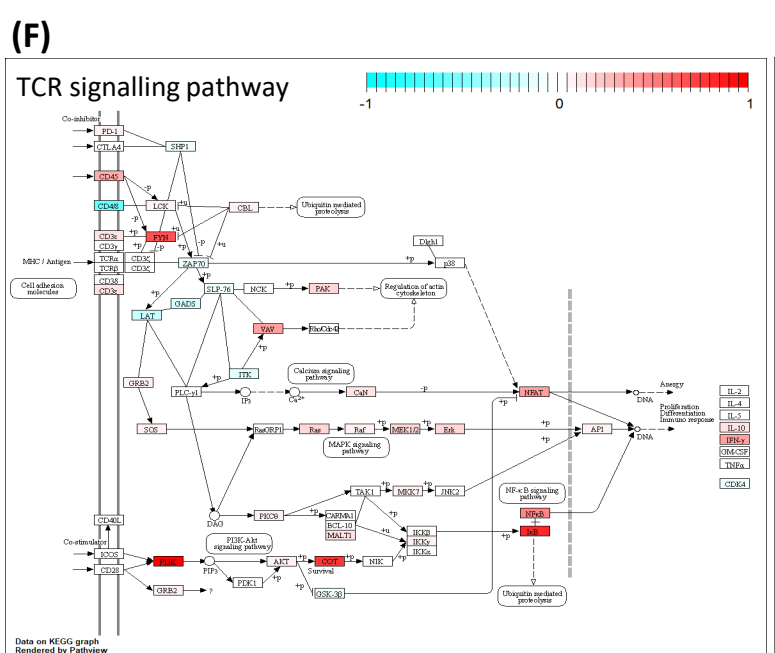 (F)
TCR signalling pathway
-1 0 1
Co-inhibitor
PD-1
CTLA4
SHP1
CD45
CD4/8
LCK
CBL
Ubiquitin mediated
proteolysis
CD3ε
FYN
CD3γ
MHC / Antigen
TCRα
CD3ζ
TCRβ
CD3ζ
ZAP70
Dlgh1
p38
Cell adhesion
molecules
CD3δ
CD3ε
SLP-76
NCK
PAK
Regulation of actin
cytoskeleton
GADS
LAT
VAV
Rho/Cdc42
ITK
GRB2
PLC-γ1
IP3
Calcium signaling
pathway
Ca2+
CaN
NFAT
DNA
Anergy
SOS
RasGRP1
Ras
Raf
MEK1/2
Erk
MAPK signaling
pathway
AP1
DNA
Proliferation
Differentiation
Immuno response
IL-2
IL-4
IL-5
IL-10
IFN-γ
GM-CSF
TNFα
CDK4
DAG
PKCθ
TAK1
MKK7
JNK2
CARMA1
BCL-10
MALT1
IKKβ
IKKγ
IKKα
NF-κ B signaling
pathway
NFκB
IκB
CD40L
Co-stimulator
ICOS
CD28
PI3K
PIP3
PI3K-Akt
signaling pathway
PDK1
AKT
COT
Survival
NIK
GSK-3β
GRB2
?
Ubiquitin mediated
proteolysis
+p
-p
+u
Data on KEGG graph
Rendered by Pathview